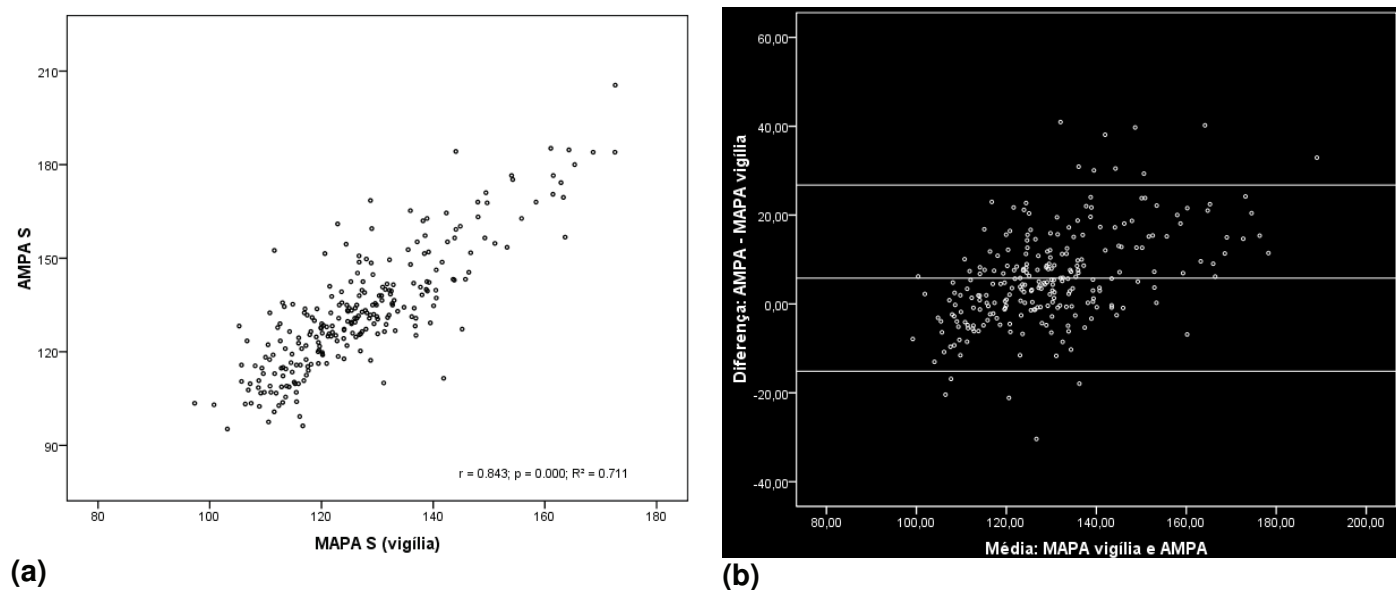 210
180
150
120
90
AMPA S
r = 0.843; p = 0.000; R² = 0.711
80 100 120 140 160 180
MAPA S (vigília)
(a)
60,00
40,00
20,00
0,00
-20,00
-40,00
Diferença: AMPA - MAPA vigília
80,00 100,00 120,00 140,00 160,00 180,00 200,00
Média: MAPA vigília e AMPA
(b)